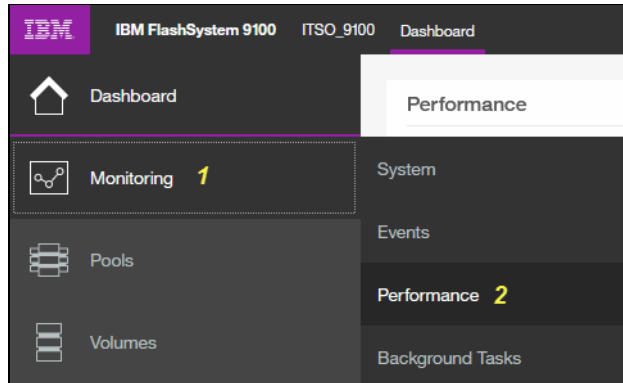 IBM IBM FlashSystem 9100 ITSO_9100 Dashboard
Dashboard
Performance
Monitoring 1
System
Events
Pools
Performance 2
Volumes
Background Tasks